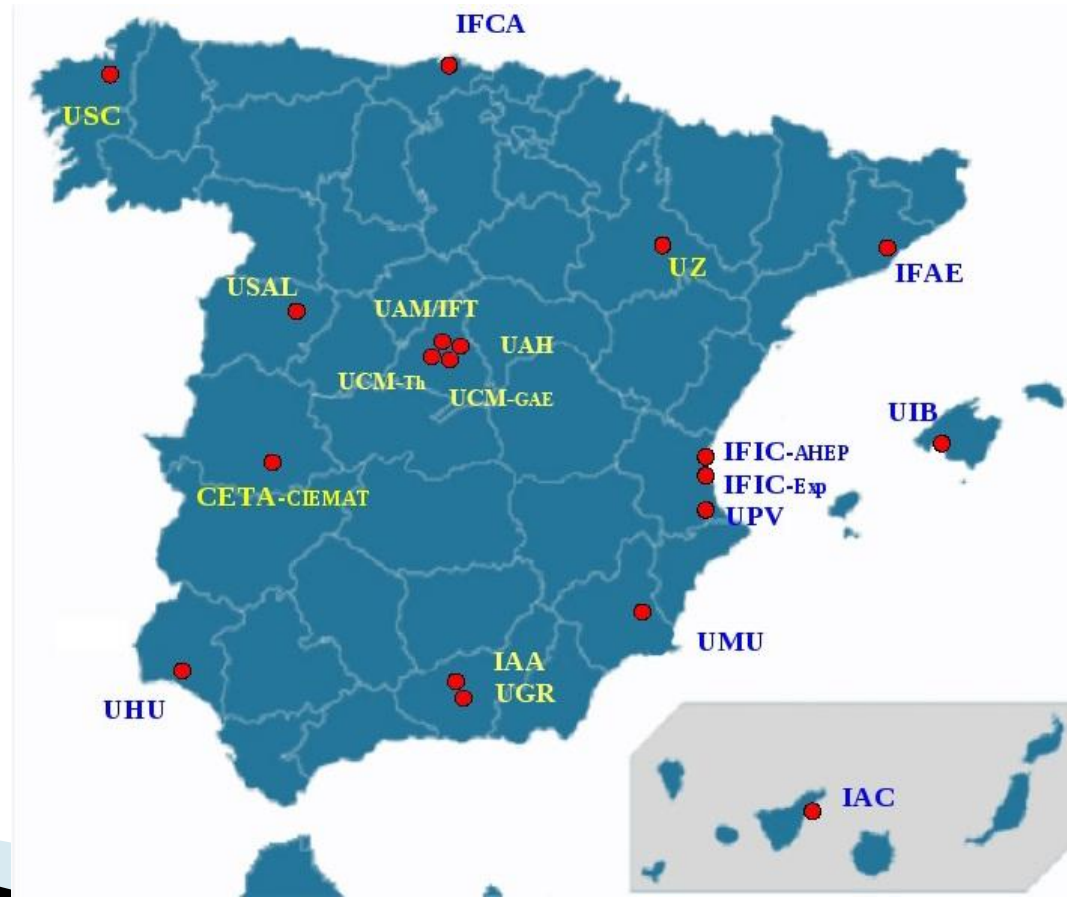 IFCA
USC
UZ
IFAE
USAL
UAM/IFT
UAH
UCM-Th
UCM-GAE
UIB
IFIC-AHEP
IFIC-Exp
CETA-CIEMAT
UPV
UMU
IAA
UGR
UHU
IAC